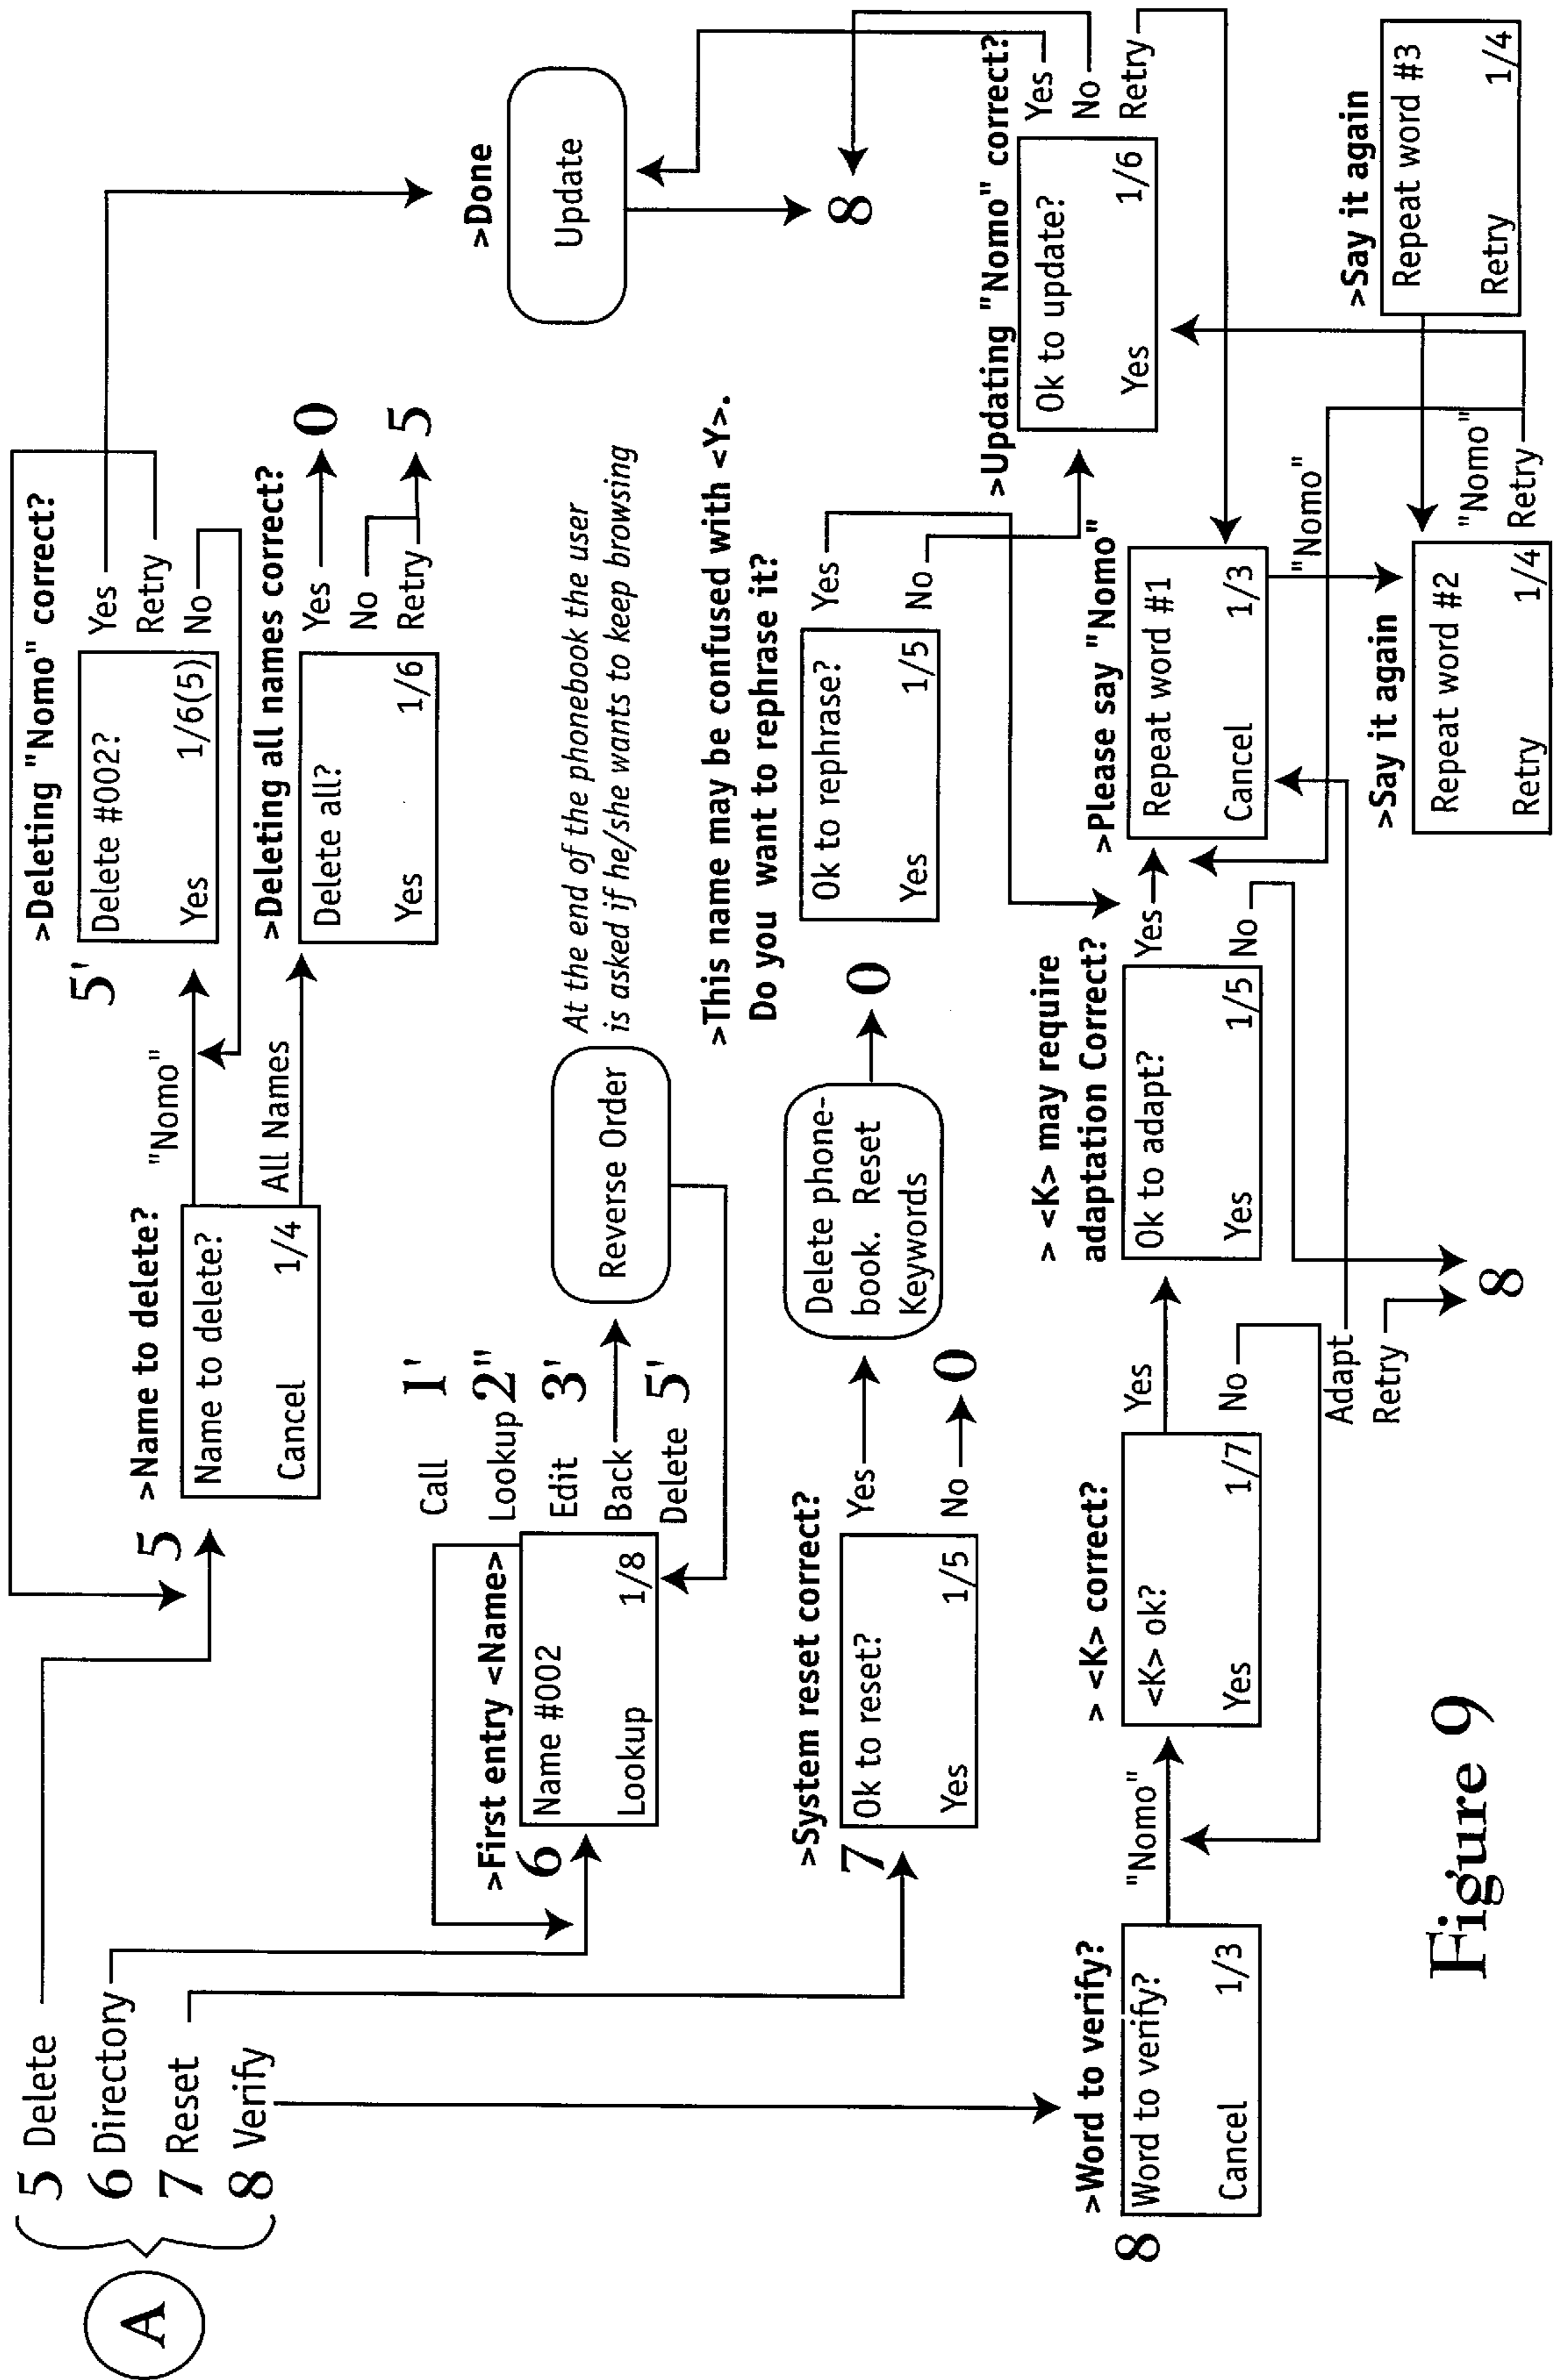 A
5 Delete
6 Directory
7 Reset
8 Verify
5
>Name to delete?
Name to delete?
Cancel 1/4
"Nomo"
All Names
5'
>Deleting "Nomo" correct?
Delete #002?
Yes 1/6(5)
Yes
Retry
No
>Deleting all names correct?
Delete all?
Yes 1/6
Yes
No
Retry
0
5
>Done
Update
8
6
>First entry <Name>
Name #002
Lookup 1/8
Call 1'
Lookup 2"
Edit 3'
Back
Delete 5'
Reverse Order
At the end of the phonebook the user
is asked if he/she wants to keep browsing
7
>System reset correct?
Ok to reset?
Yes 1/5
Yes
No
0
Delete phone-
book. Reset
Keywords
0
>This name may be confused with <Y>.
Do you want to rephrase it?
Ok to rephrase?
Yes 1/5
Yes
No
>Updating "Nomo" correct?
Ok to update?
Yes 1/6
Yes
No
Retry
8
>Word to verify?
Word to verify?
Cancel 1/3
"Nomo"
> <K> correct?
<K> ok?
Yes 1/7
Yes
No
Adapt
Retry
8
> <K> may require
adaptation Correct?
Ok to adapt?
Yes 1/5
Yes
No
>Please say "Nomo"
Repeat word #1
Cancel 1/3
"Nomo"
>Say it again
Repeat word #2
Retry 1/4
"Nomo"
Retry
>Say it again
Repeat word #3
Retry 1/4
Figure 9